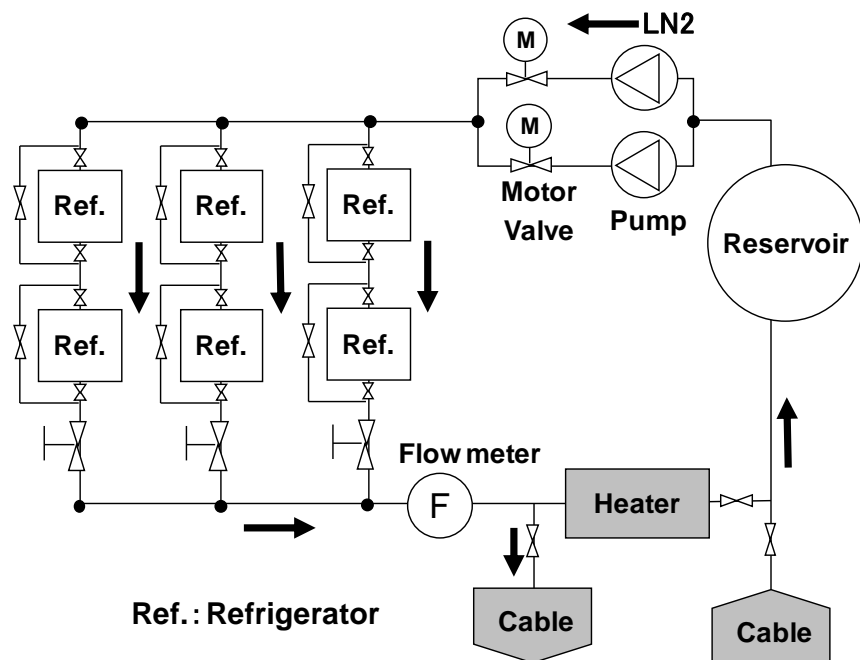 M
LN2
M
Motor
Valve
Pump
Reservoir
Ref.
Ref.
Ref.
Ref.
Ref.
Ref.
Flow meter
F
Heater
Cable
Cable
Ref. : Refrigerator